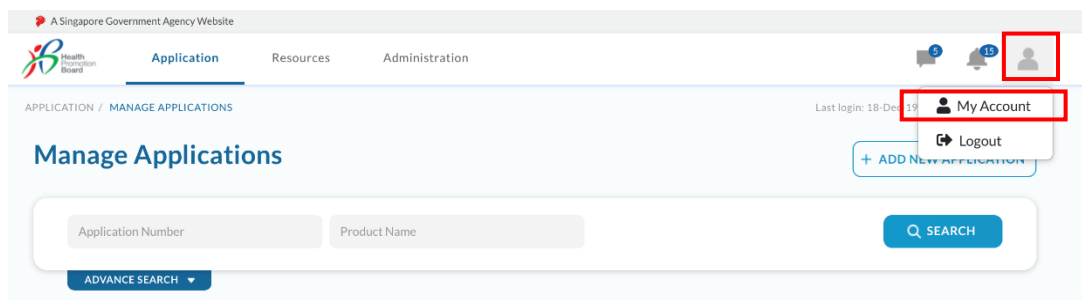 A Singapore Government Agency Website
Health
Promotion
Board
Application
Resources
Administration
5
15
APPLICATION / MANAGE APPLICATIONS
Last login: 18-Dec 19
My Account
Logout
Manage Applications
+ ADD NEW APPLICATION
Application Number
Product Name
SEARCH
ADVANCE SEARCH